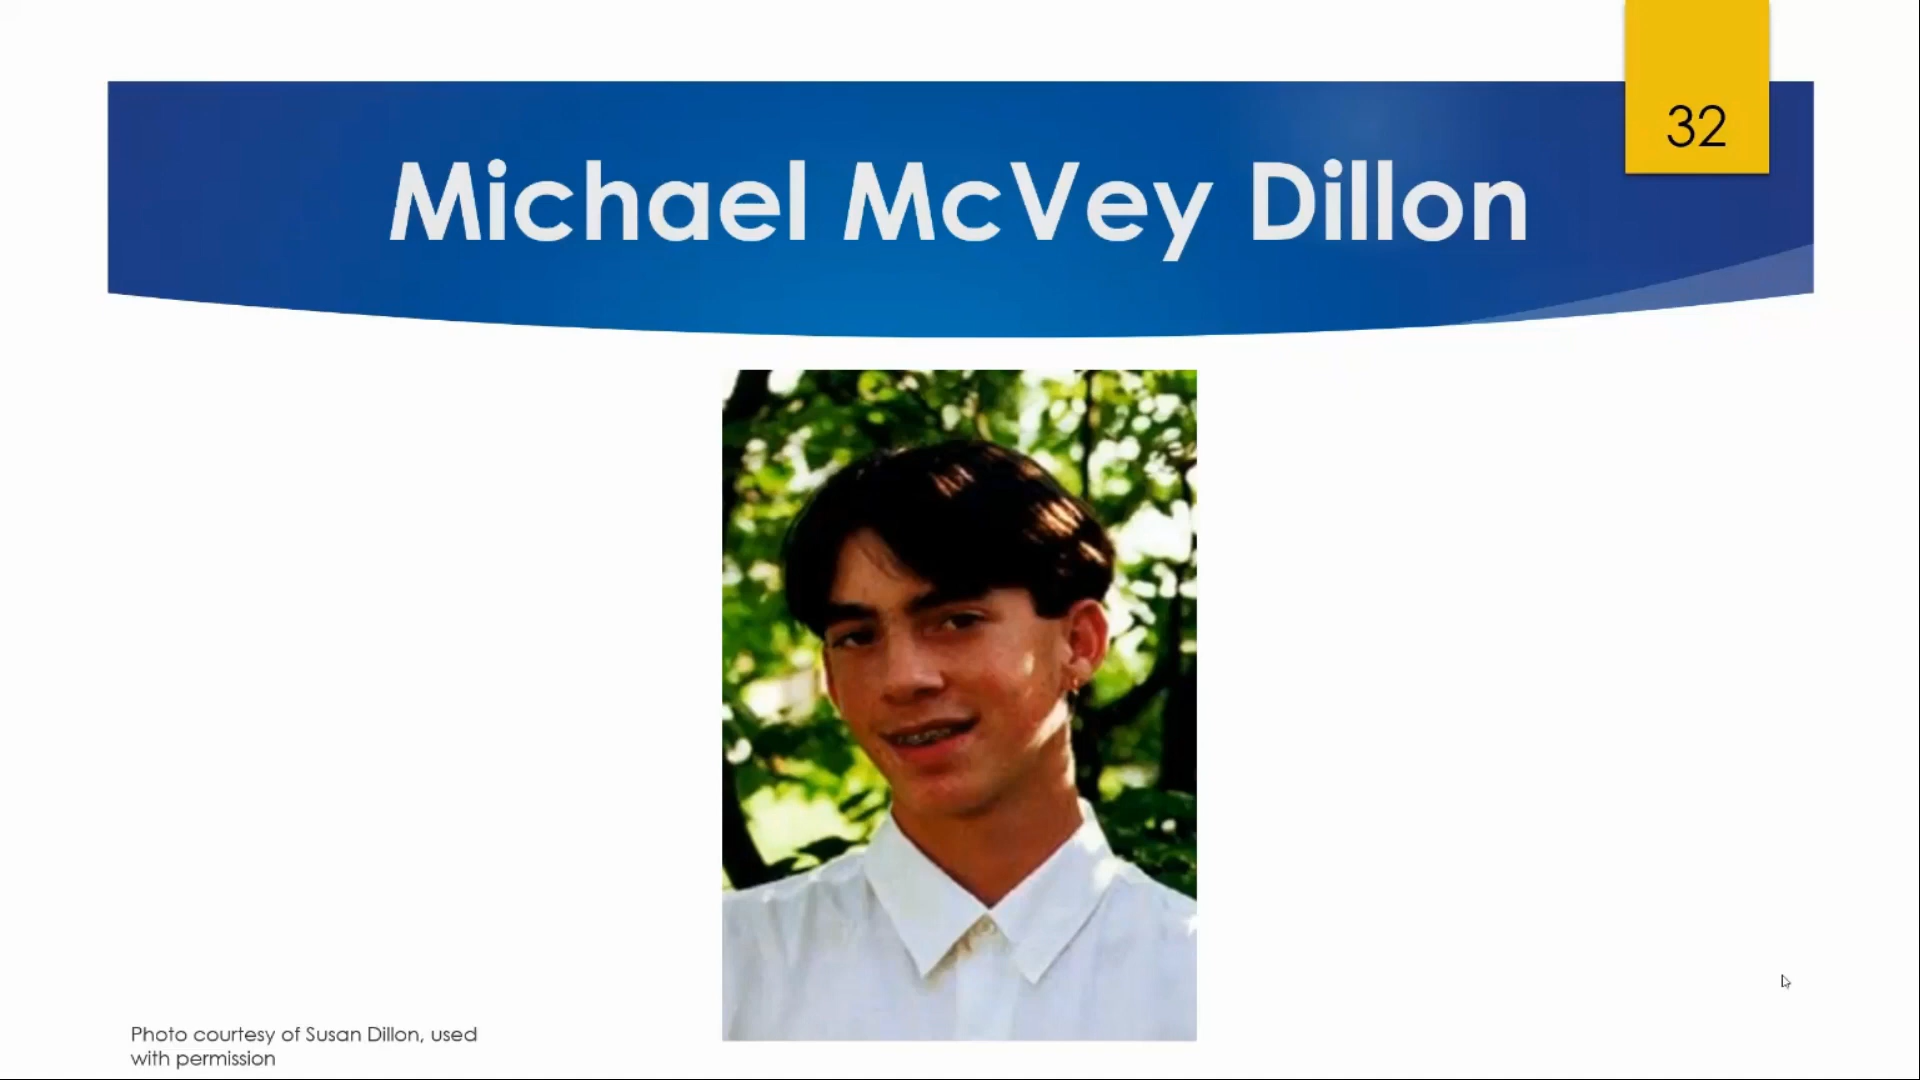 32
Michael McVey Dillon
Photo courtesy of Susan Dillon, used
with permission